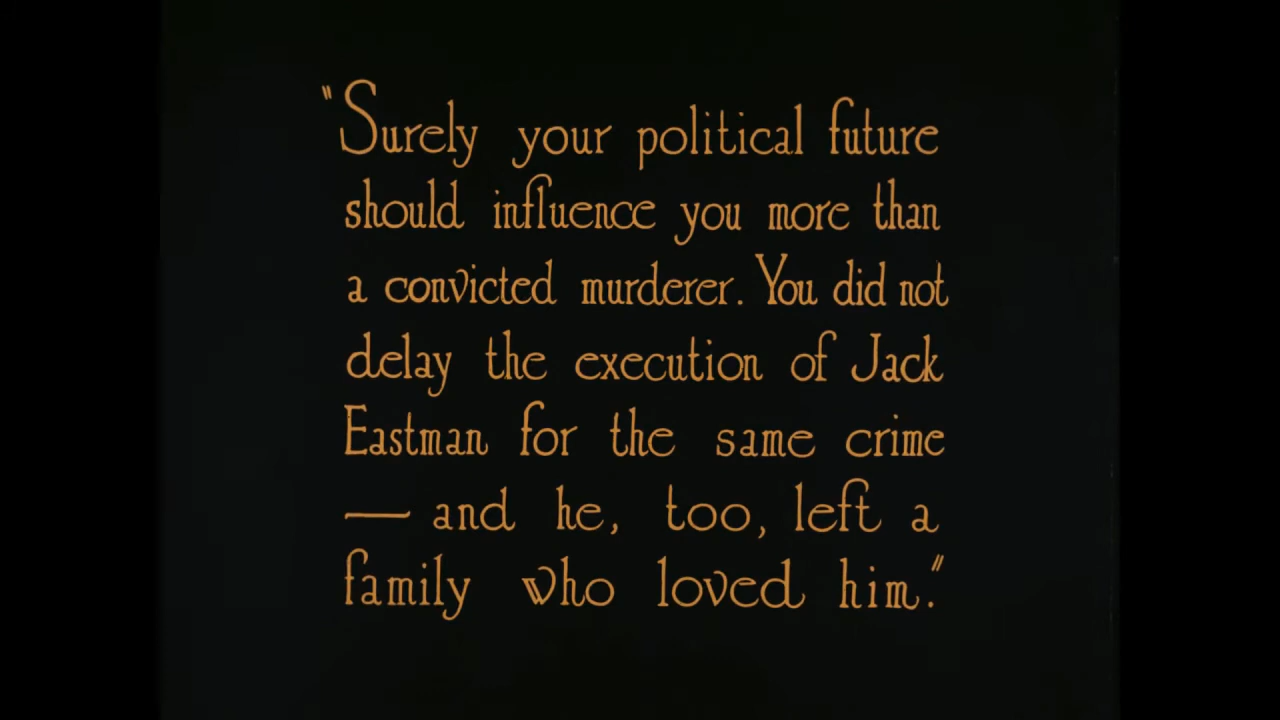 "Surely your political future
should influence you more than
a convicted murderer. You did not
delay the execution of Jack
Eastman for the same crime
— and he, too, left a
family who loved him."